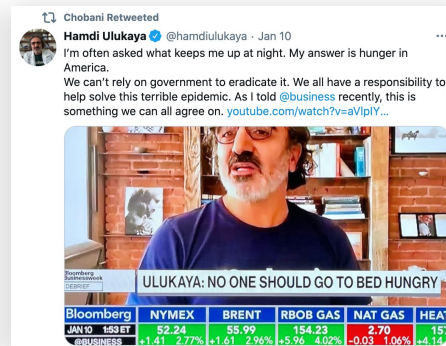 Chobani Retweeted
Hamdi Ulukaya @hamdiulukaya · Jan 10
I'm often asked what keeps me up at night. My answer is hunger in
America.
We can't rely on government to eradicate it. We all have a responsibility to
help solve this terrible epidemic. As I told @business recently, this is
something we can all agree on. youtube.com/watch?v=aVlpIY...
Bloomberg
Businessweek
DEBRIEF
ULUKAYA: NO ONE SHOULD GO TO BED HUNGRY
Bloomberg NYMEX BRENT RBOB GAS NAT GAS
JAN 10 1:53 ET 52.24 55.99 154.23 2.70
@BUSINESS +1.41 2.77% +1.61 2.96% +5.96 4.02% -0.03 1.06% +4.14